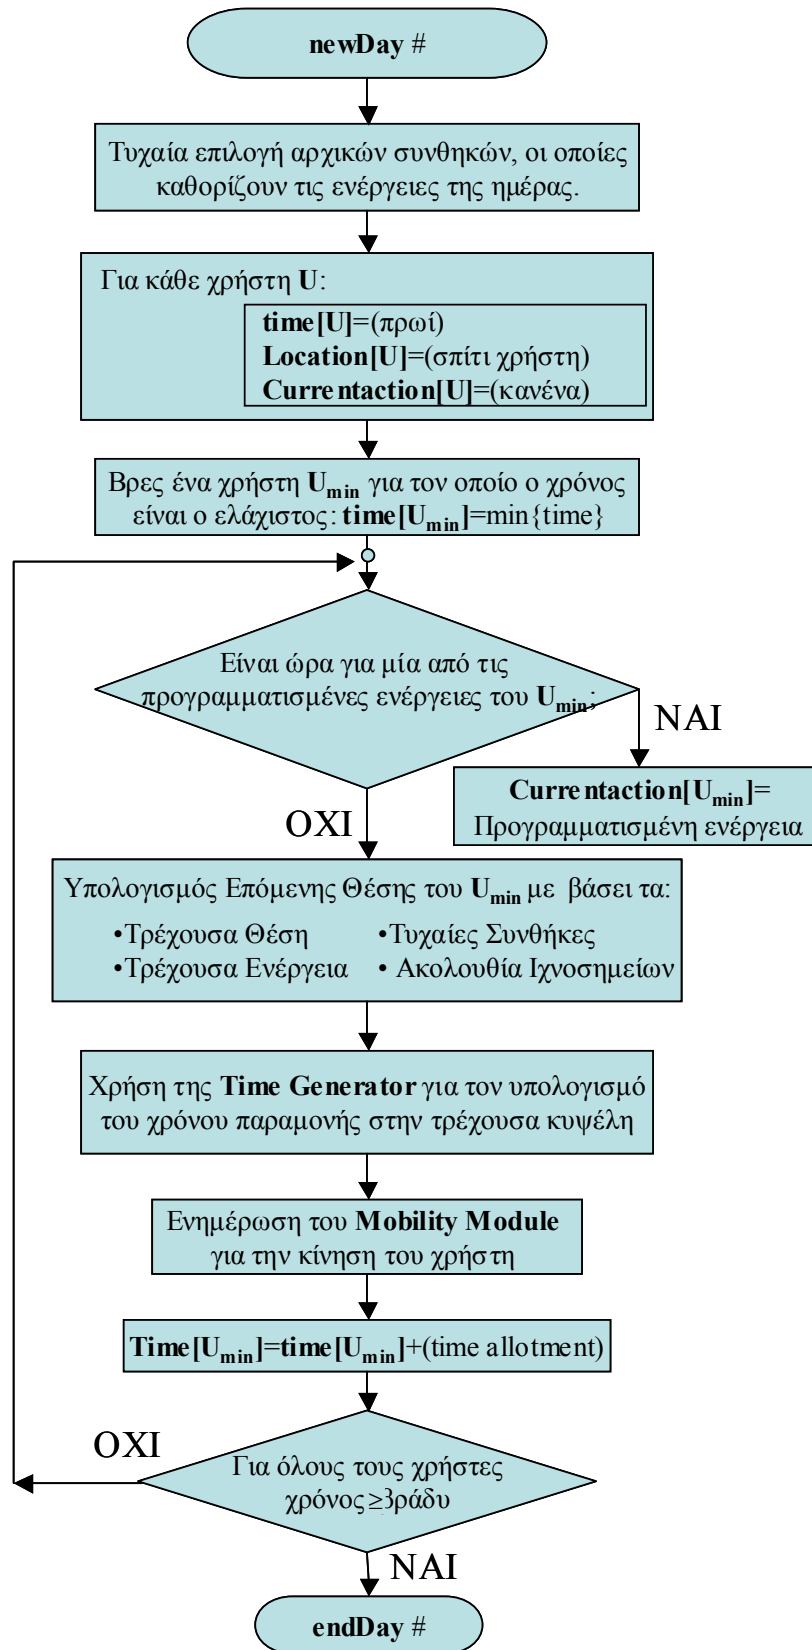 newDay #
Τυχαία επιλογή αρχικών συνθηκών, οι οποίες
καθορίζουν τις ενέργειες της ημέρας.
Για κάθε χρήστη U:
time[U]=(πρωί)
Location[U]=(σπίτι χρήστη)
Currentaction[U]=(κανένα)
Βρες ένα χρήστη Umin για τον οποίο ο χρόνος
είναι ο ελάχιστος: time[Umin]=min{time}
Είναι ώρα για μία από τις
προγραμματισμένες ενέργειες του Umin;
ΝΑΙ
Currentaction[Umin]=
Προγραμματισμένη ενέργεια
ΟΧΙ
Υπολογισμός Επόμενης Θέσης του Umin με βάσει τα:
•Τρέχουσα Θέση •Τυχαίες Συνθήκες
•Τρέχουσα Ενέργεια • Ακολουθία Ιχνοσημείων
Χρήση της Time Generator για τον υπολογισμό
του χρόνου παραμονής στην τρέχουσα κυψέλη
Ενημέρωση του Mobility Module
για την κίνηση του χρήστη
Time[Umin]=time[Umin]+(time allotment)
ΟΧΙ
Για όλους τους χρήστες
χρόνος ≥βράδυ
ΝΑΙ
endDay #